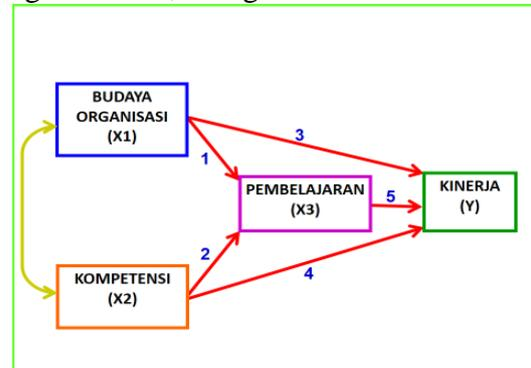 BUDAYA
ORGANISASI
(X1)
3
1
PEMBELAJARAN
(X3)
5
KINERJA
(Y)
2
KOMPETENSI
(X2)
4